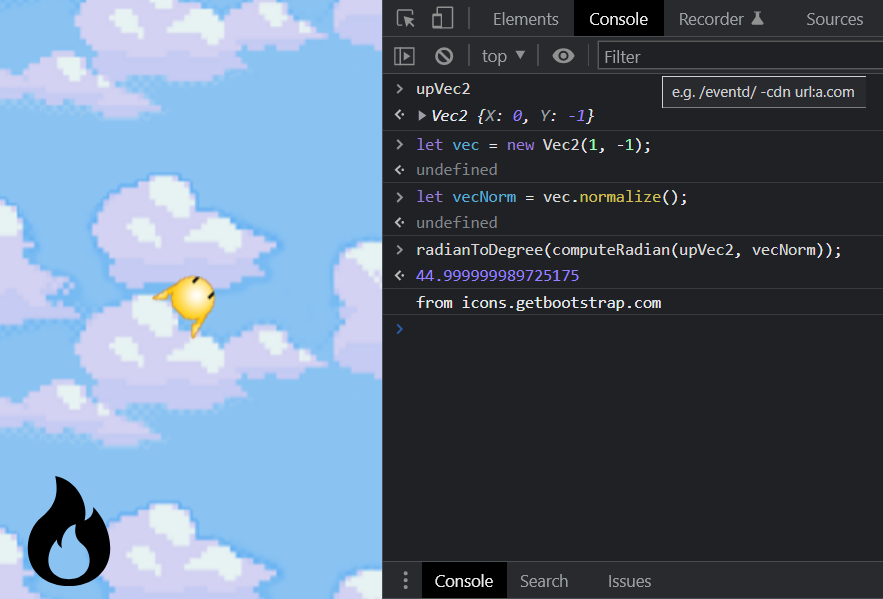 Elements Console Recorder Sources
top Filter
upVec2
e.g. /eventd/ -cdn url:a.com
Vec2 {X: 0, Y: -1}
let vec = new Vec2(1, -1);
undefined
let vecNorm = vec.normalize();
undefined
radianToDegree(computeRadian(upVec2, vecNorm));
44.999999989725175
from icons.getbootstrap.com
Console Search Issues